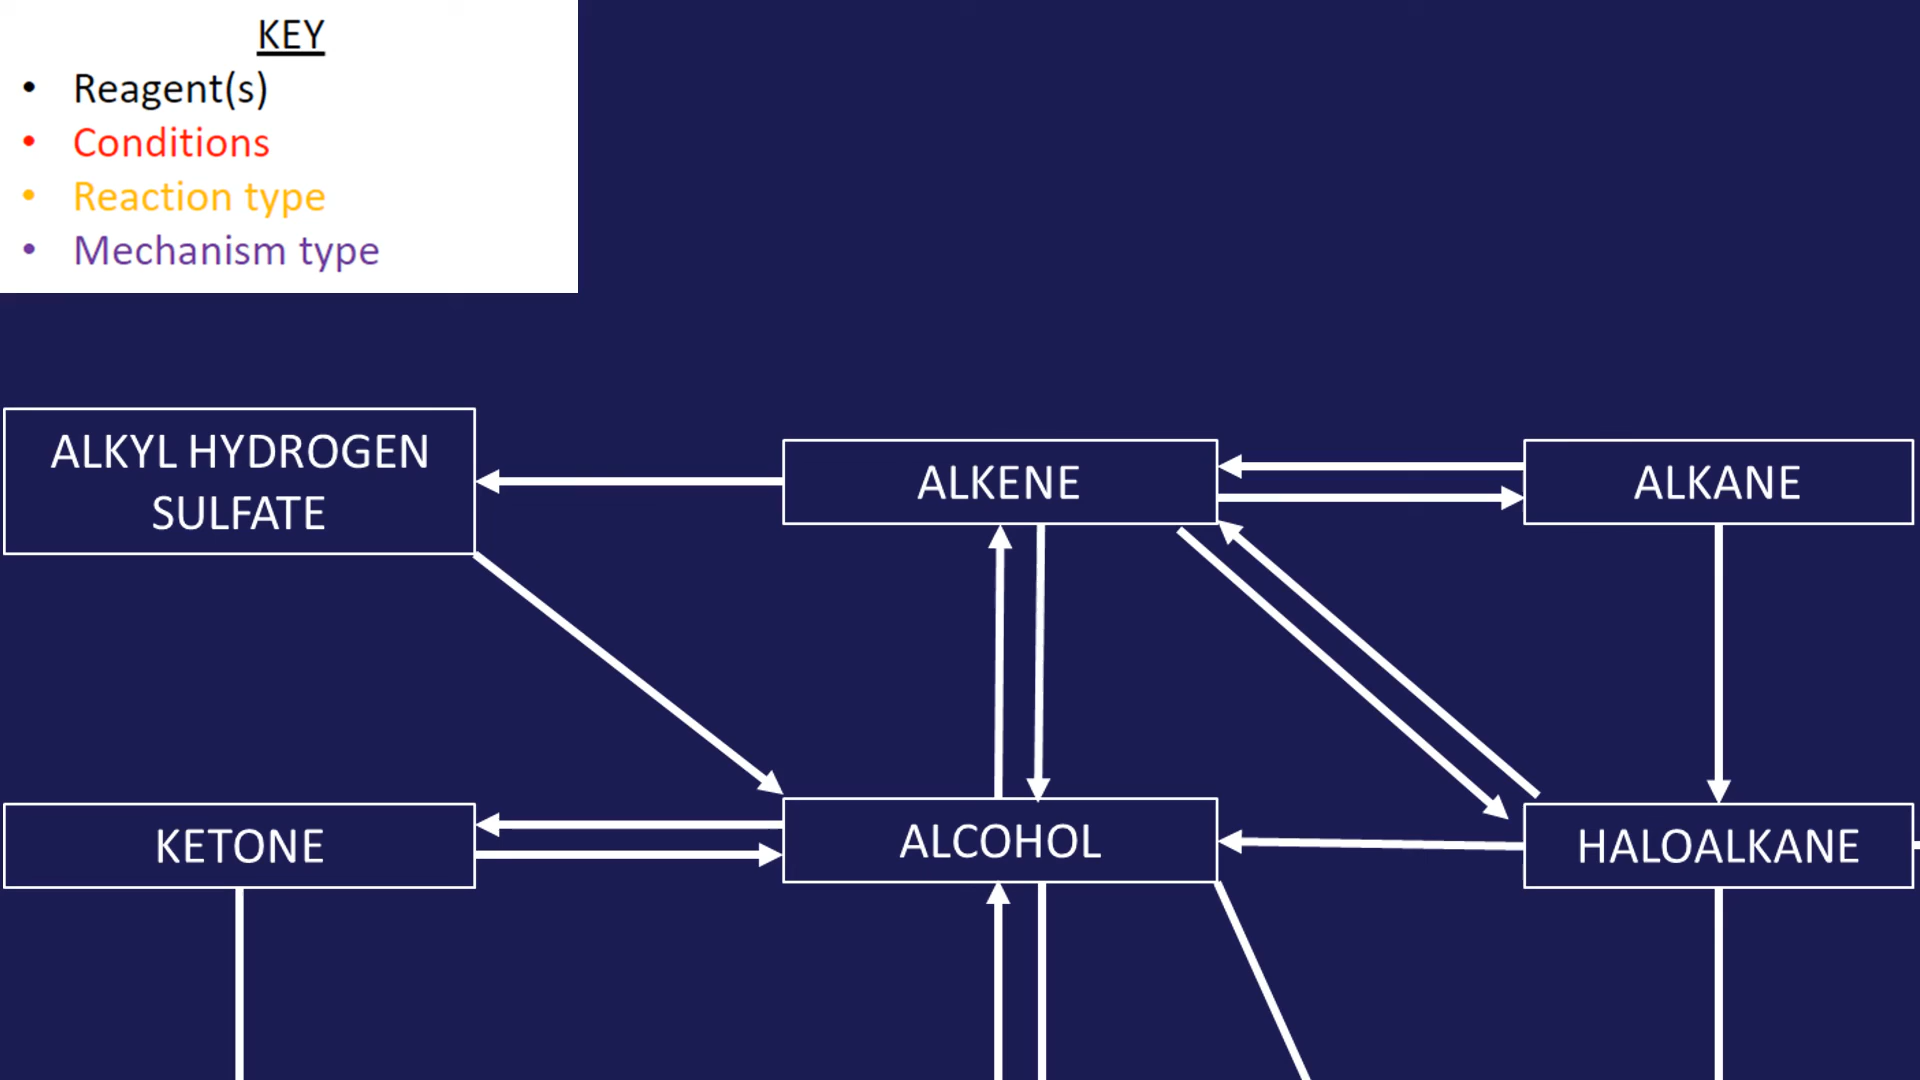 KEY
• Reagent(s)
• Conditions
• Reaction type
• Mechanism type
ALKYL HYDROGEN
SULFATE
ALKENE
ALKANE
KETONE
ALCOHOL
HALOALKANE